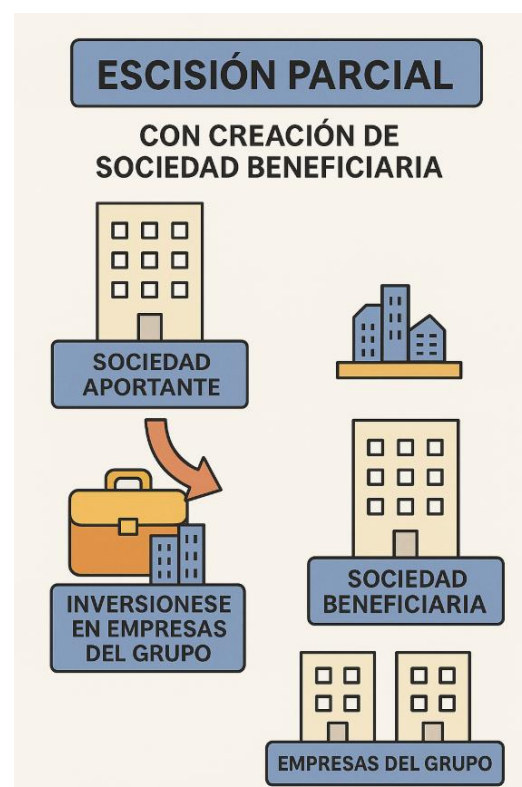 ESCISIÓN PARCIAL
CON CREACIÓN DE
SOCIEDAD BENEFICIARIA
SOCIEDAD
APORTANTE
INVERSIONESE
EN EMPRESAS
DEL GRUPO
SOCIEDAD
BENEFICIARIA
EMPRESAS DEL GRUPO